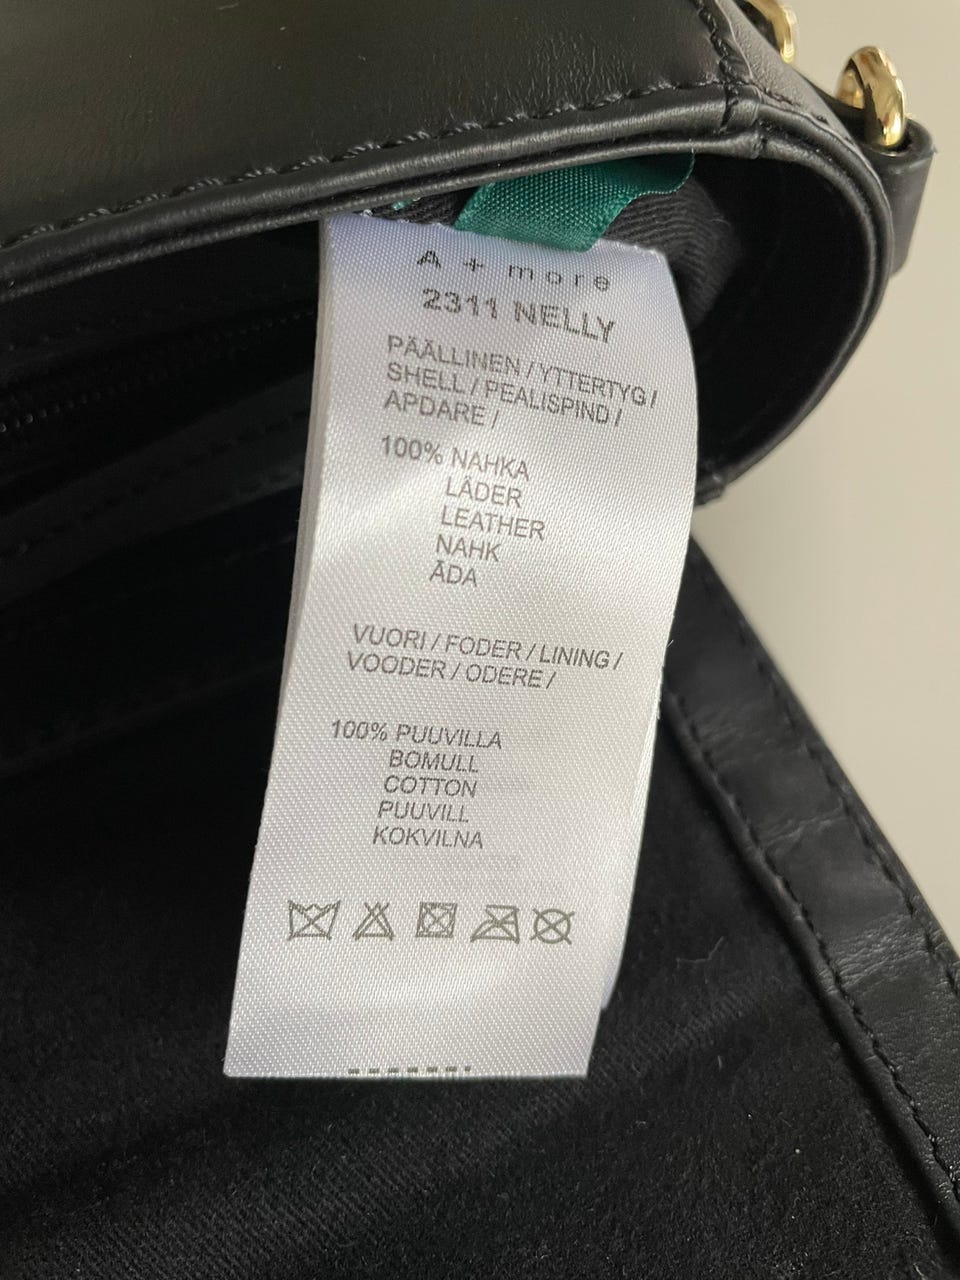 A + more
2311 NELLY
PÄÄLLINEN / YTTERTYG /
SHELL / PEALISPIND /
APDARE /
100% NAHKA
LÄDER
LEATHER
NAHK
ĀDA
VUORI / FODER / LINING /
VOODER / ODERE /
100% PUUVILLA
BOMULL
COTTON
PUUVILL
KOKVILNA